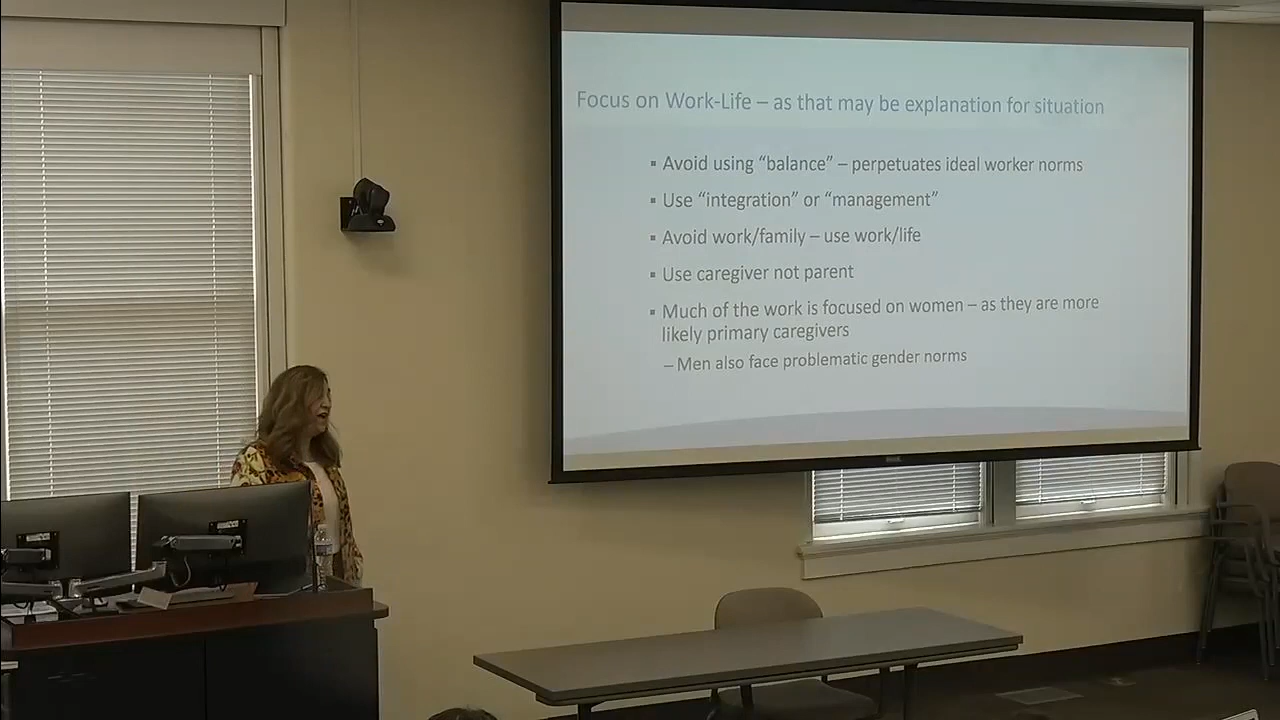 Focus on Work-Life – as that may be explanation for situation
▪ Avoid using “balance” – perpetuates ideal worker norms
▪ Use “integration” or “management”
▪ Avoid work/family – use work/life
▪ Use caregiver not parent
▪ Much of the work is focused on women – as they are more
likely primary caregivers
– Men also face problematic gender norms